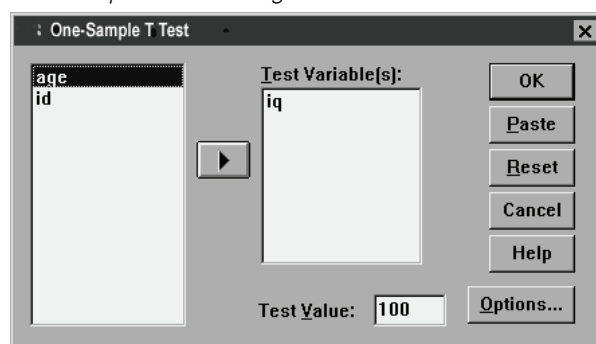 One-Sample T Test
age
id
Test Variable(s):
iq
OK
Paste
Reset
Cancel
Help
Test Value: 100
Options...